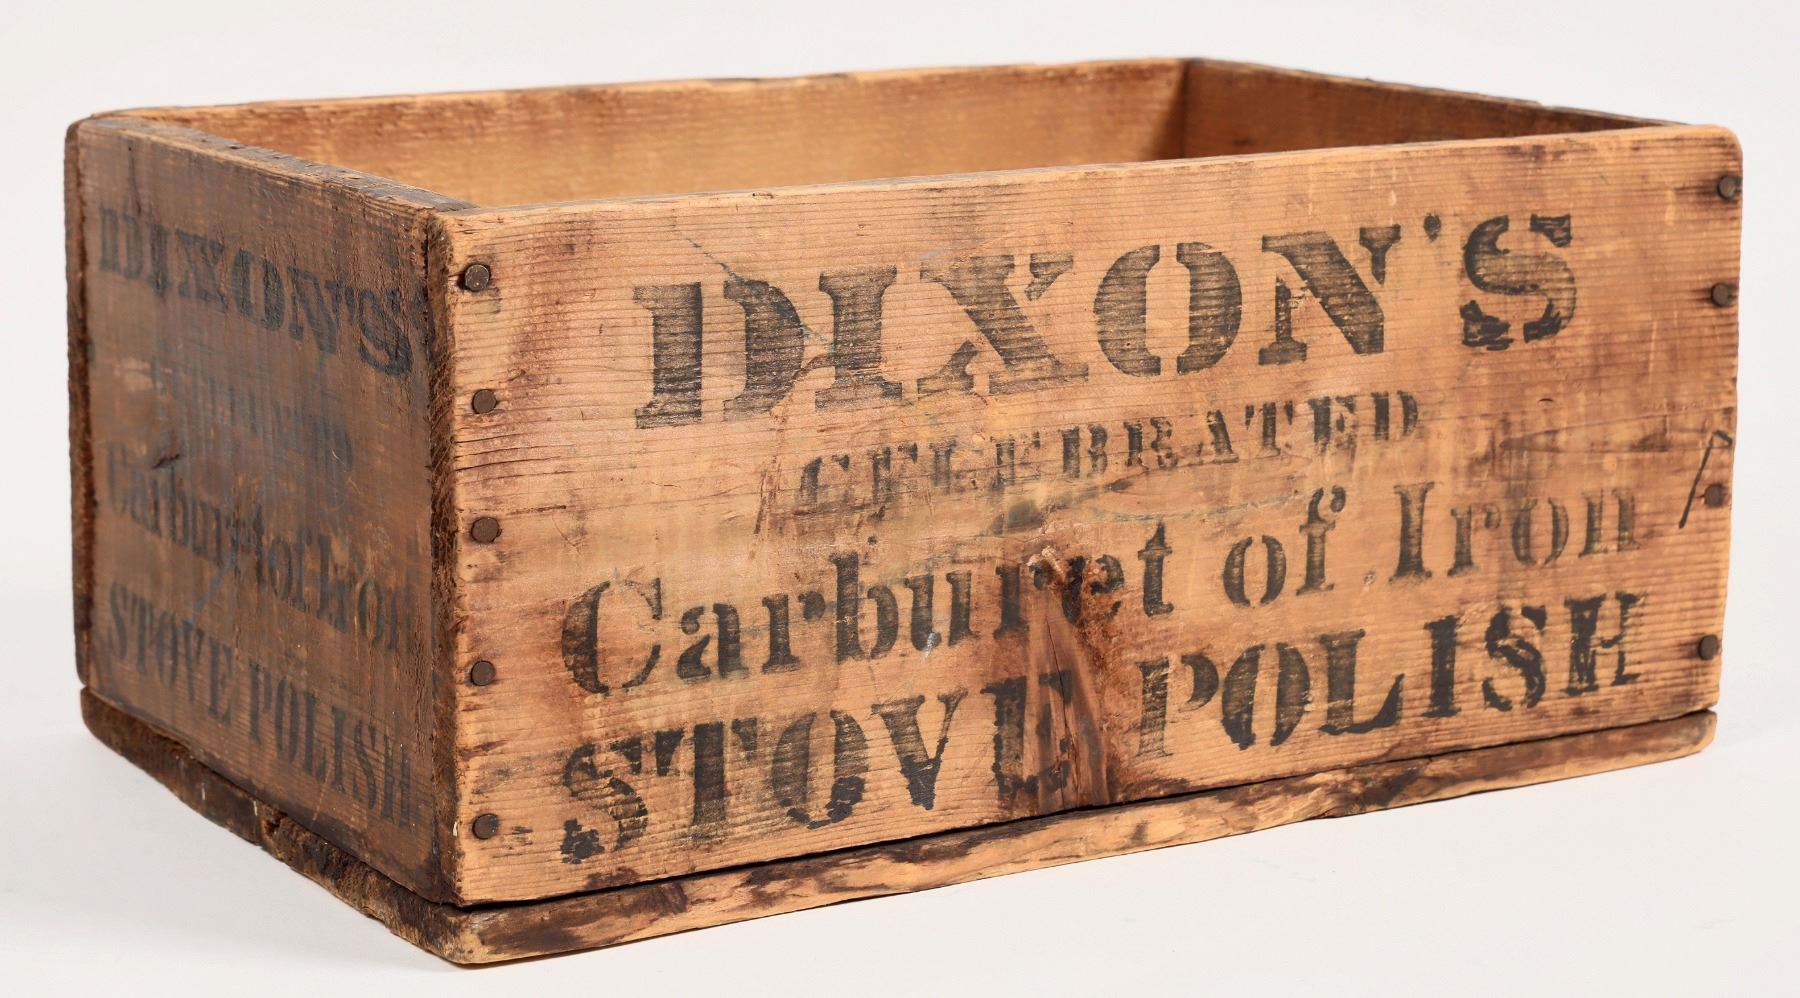 DIXON'S
Carburet of Iron
STOVE POLISH
DIXON'S
CELEBRATED
Carburet of Iron
STOVE POLISH